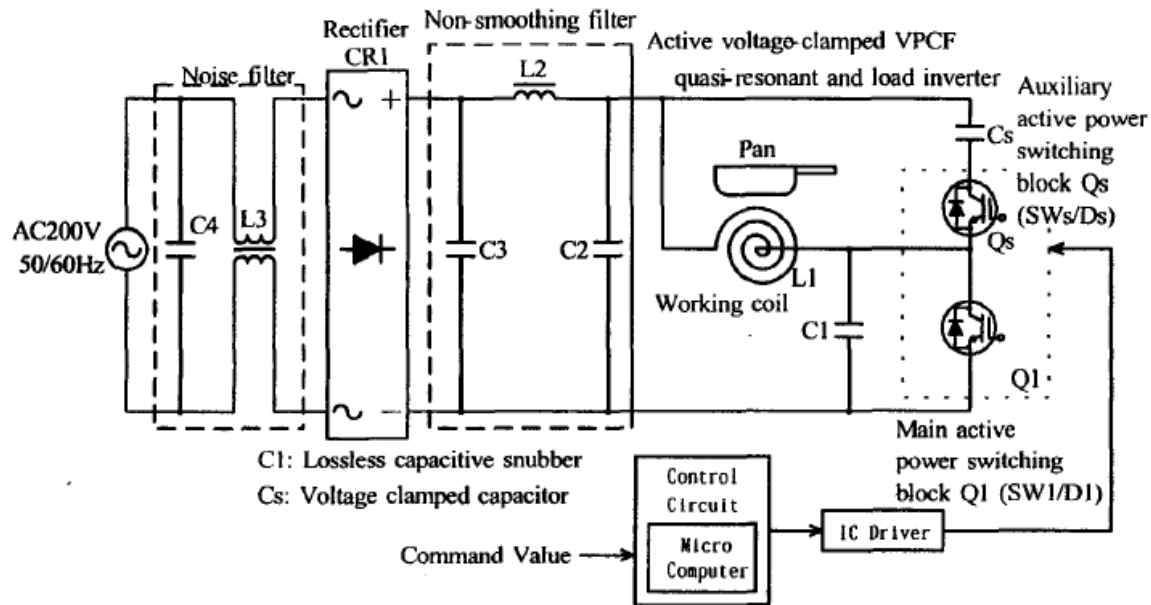 Rectifier
CR1
Non-smoothing filter
Noise filter
L2
Active voltage-clamped VPCF
quasi-resonant and load inverter
Auxiliary
active power
switching
block Qs
(SWs/Ds)
Cs
Pan
Qs
AC200V
50/60Hz
C4
L3
C3
C2
L1
Working coil
C1
Q1
+
−
C1: Lossless capacitive snubber
Cs: Voltage clamped capacitor
Main active
power switching
block Q1 (SW1/D1)
Control
Circuit
Micro
Computer
IC Driver
Command Value